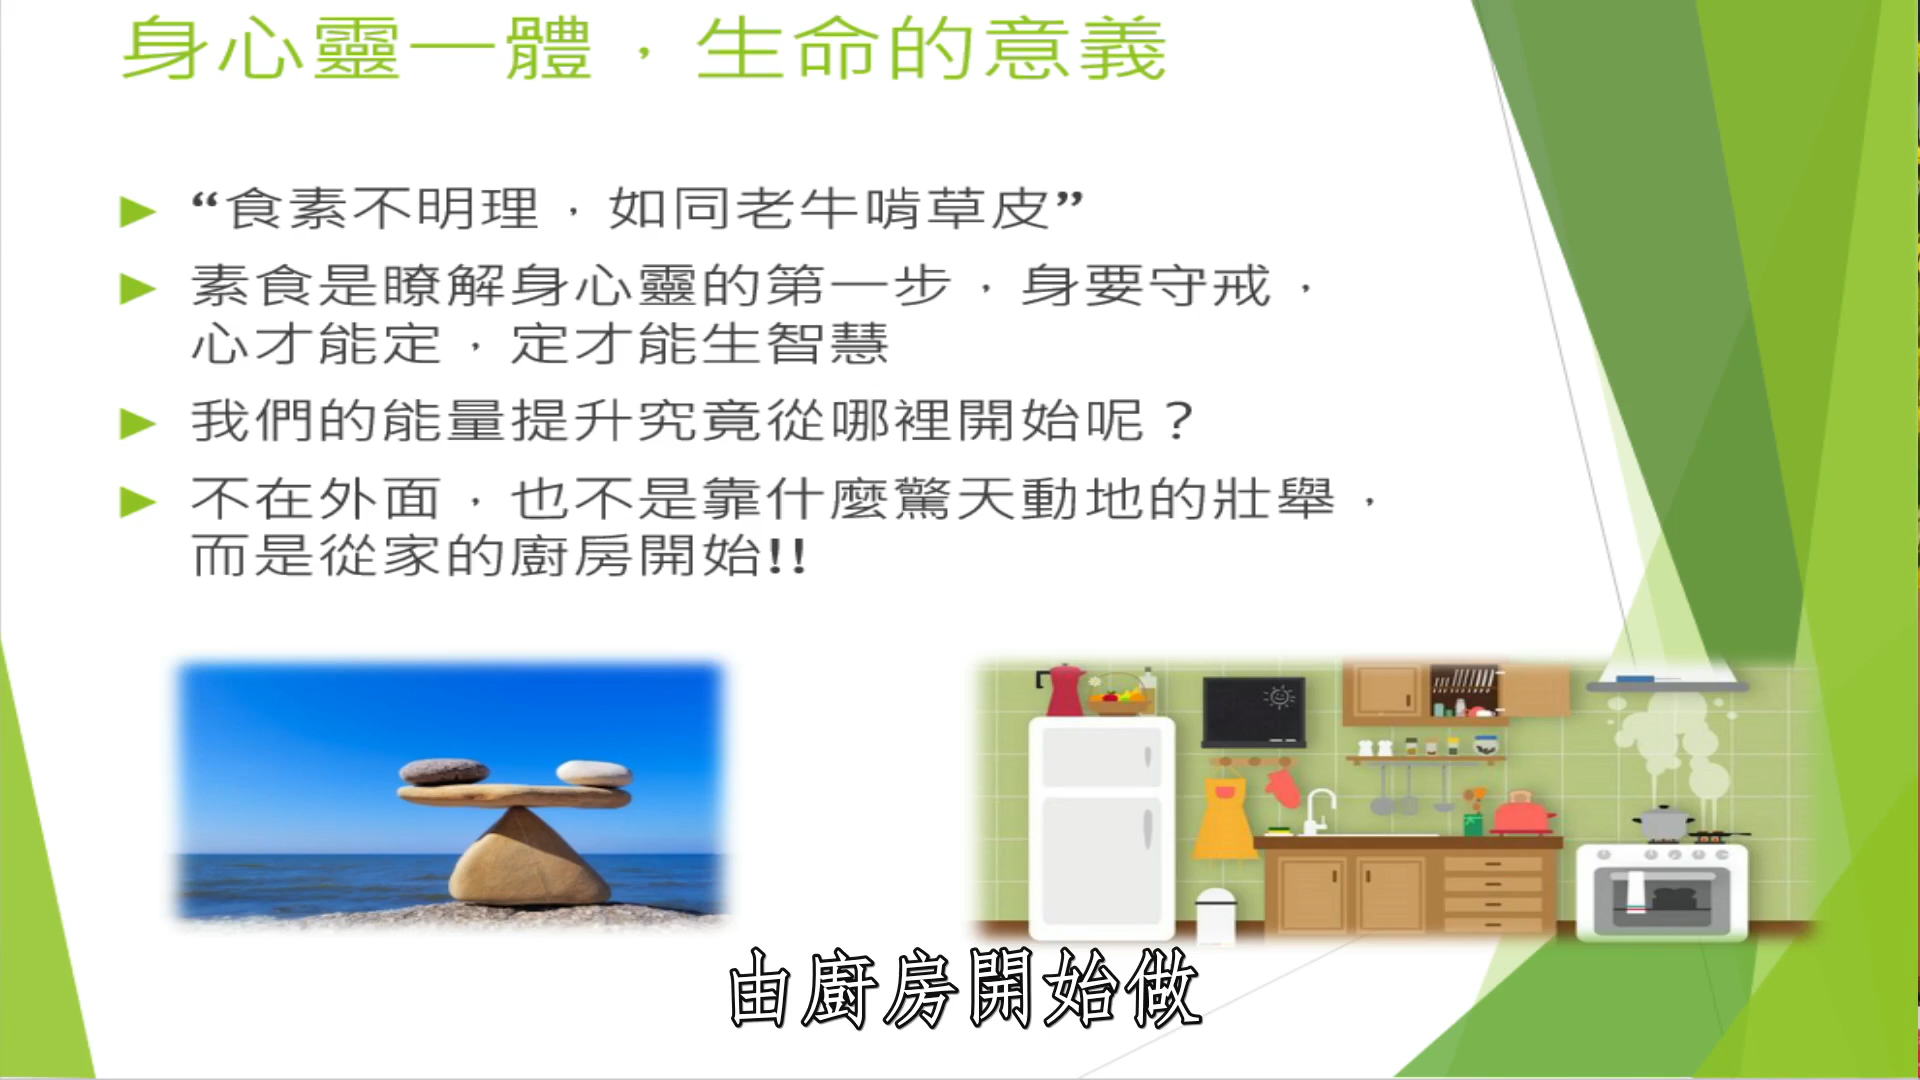 身心靈一體，生命的意義
“食素不明理，如同老牛啃草皮”
素食是瞭解身心靈的第一步，身要守戒，
心才能定，定才能生智慧
我們的能量提升究竟從哪裡開始呢？
不在外面，也不是靠什麼驚天動地的壯舉，
而是從家的廚房開始!!
由廚房開始做